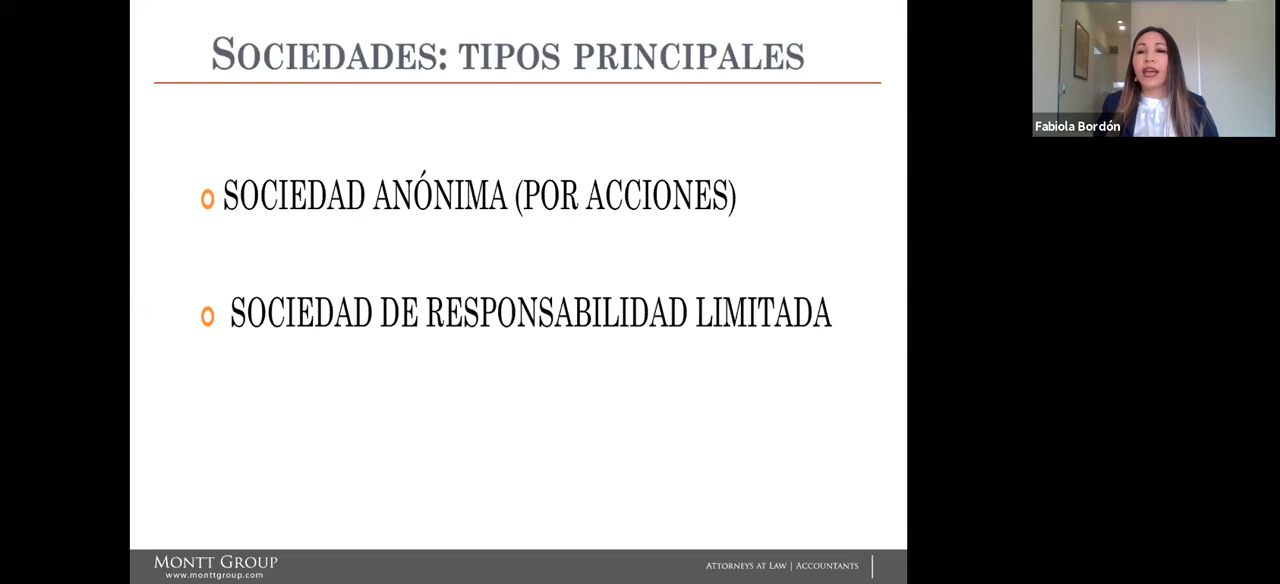 SOCIEDADES: TIPOS PRINCIPALES
SOCIEDAD ANÓNIMA (POR ACCIONES)
SOCIEDAD DE RESPONSABILIDAD LIMITADA
MONTT GROUP
www.monttgroup.com
ATTORNEYS AT LAW | ACCOUNTANTS
Fabiola Bordón